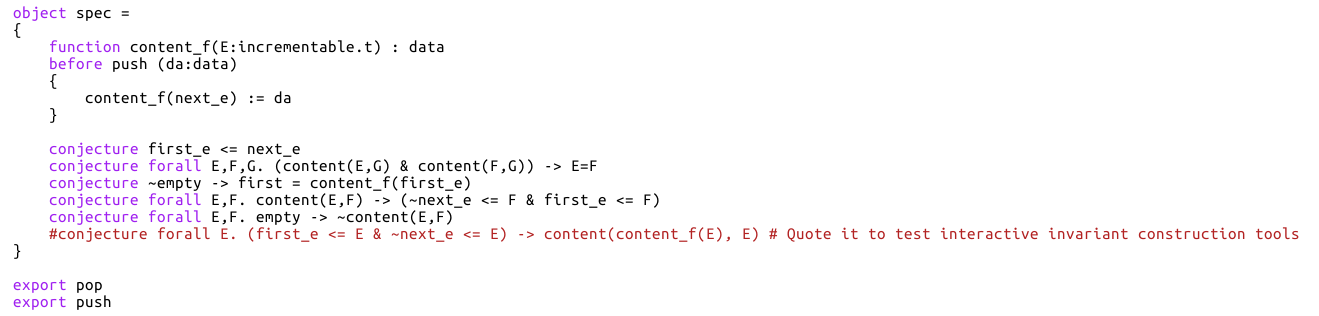 object spec =
{
    function content_f(E:incrementable.t) : data
    before push (da:data)
    {
        content_f(next_e) := da
    }

    conjecture first_e <= next_e
    conjecture forall E,F,G. (content(E,G) & content(F,G)) -> E=F
    conjecture ~empty -> first = content_f(first_e)
    conjecture forall E,F. content(E,F) -> (~next_e <= F & first_e <= F)
    conjecture forall E,F. empty -> ~content(E,F)
    #conjecture forall E. (first_e <= E & ~next_e <= E) -> content(content_f(E), E) # Quote it to test interactive invariant construction tools
}

export pop
export push